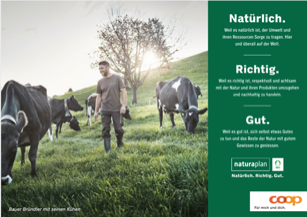 Natürlich.
Weil es natürlich ist, der Umwelt und
ihren Ressourcen Sorge zu tragen. Hier
und überall auf der Welt.
Richtig.
Weil es richtig ist, respektvoll und achtsam
mit der Natur und ihren Produkten umzugehen
und nachhaltig zu handeln.
Gut.
Weil es gut ist, sich selbst etwas Gutes
zu tun und das Beste der Natur mit gutem
Gewissen zu geniessen.
naturaplan
Natürlich. Richtig. Gut.
Bauer Bründler mit seinen Kühen
coop
Für mich und dich.